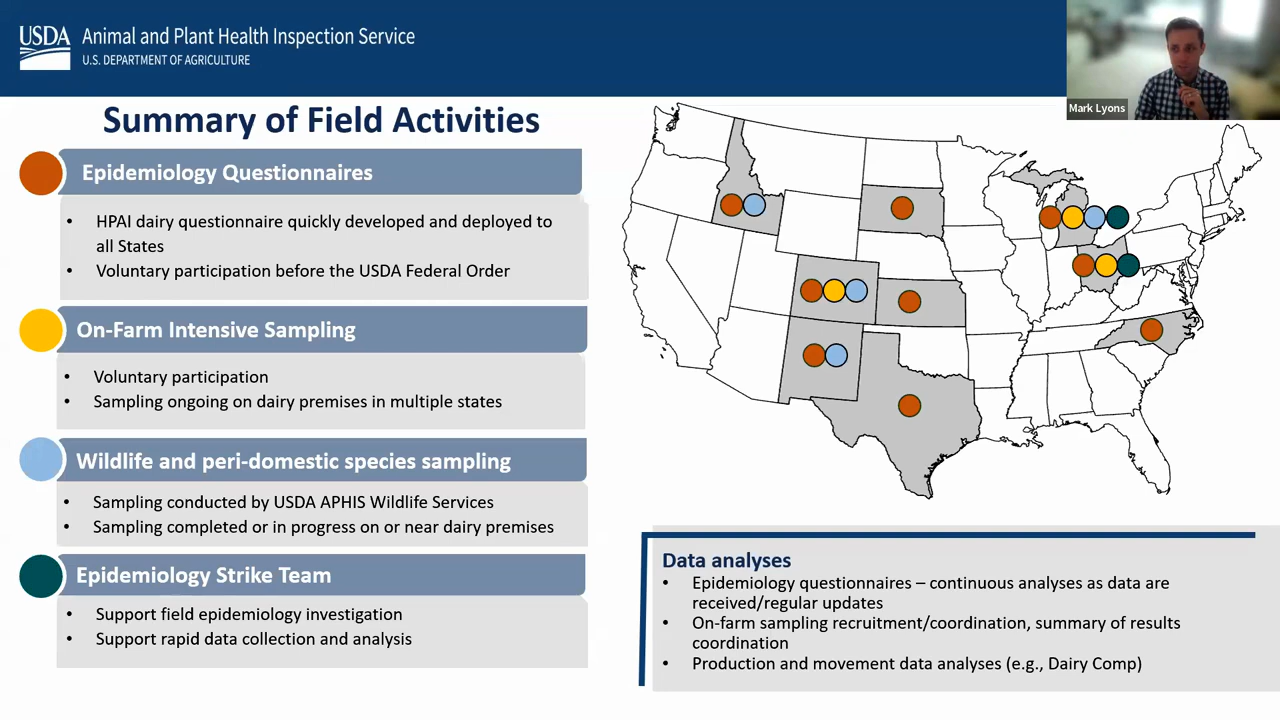 USDA
Animal and Plant Health Inspection Service
U.S. DEPARTMENT OF AGRICULTURE
Mark Lyons
Summary of Field Activities
Epidemiology Questionnaires
• HPAI dairy questionnaire quickly developed and deployed to
all States
• Voluntary participation before the USDA Federal Order
On-Farm Intensive Sampling
• Voluntary participation
• Sampling ongoing on dairy premises in multiple states
Wildlife and peri-domestic species sampling
• Sampling conducted by USDA APHIS Wildlife Services
• Sampling completed or in progress on or near dairy premises
Epidemiology Strike Team
• Support field epidemiology investigation
• Support rapid data collection and analysis
Data analyses
• Epidemiology questionnaires – continuous analyses as data are
received/regular updates
• On-farm sampling recruitment/coordination, summary of results
coordination
• Production and movement data analyses (e.g., Dairy Comp)